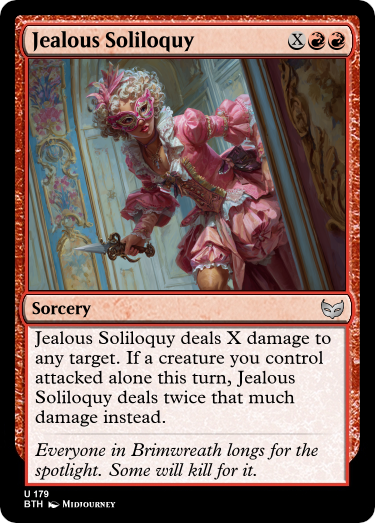 Jealous Soliloquy X
Sorcery
Jealous Soliloquy deals X damage to
any target. If a creature you control
attacked alone this turn, Jealous
Soliloquy deals twice that much
damage instead.
Everyone in Brimwreath longs for the
spotlight. Some will kill for it.
U 179
BTH Midjourney